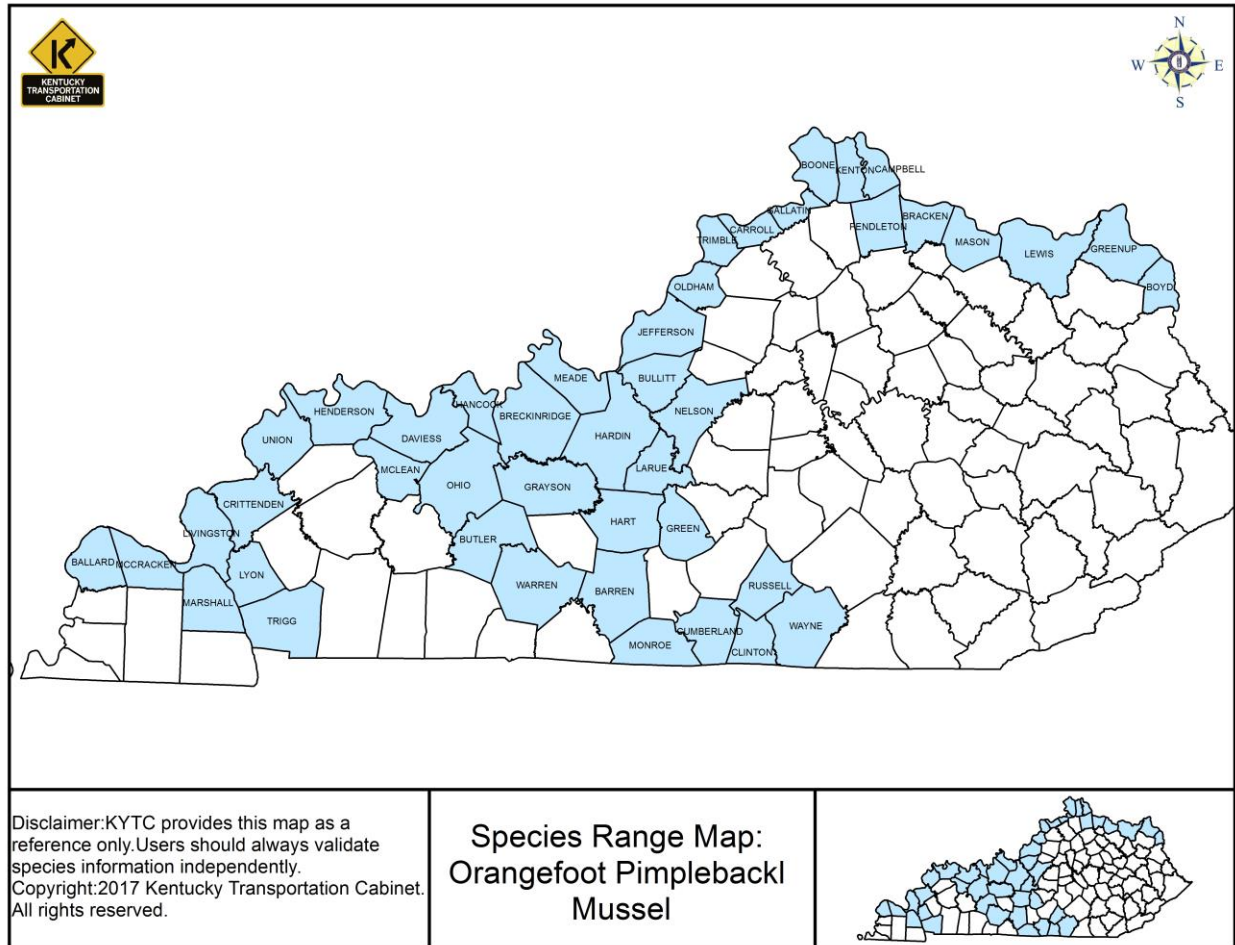 KENTUCKY
TRANSPORTATION
CABINET
N
W
E
S
BOONE
KENTON
CAMPBELL
GALLATIN
CARROLL
TRIMBLE
PENDLETON
BRACKEN
MASON
LEWIS
GREENUP
BOYD
OLDHAM
JEFFERSON
BULLITT
MEADE
NELSON
HANCOCK
BRECKINRIDGE
HENDERSON
DAVIESS
UNION
HARDIN
MCLEAN
LARUE
OHIO
GRAYSON
CRITTENDEN
LIVINGSTON
HART
GREEN
BUTLER
BALLARD
MCCRACKEN
LYON
WARREN
BARREN
RUSSELL
MARSHALL
TRIGG
CUMBERLAND
WAYNE
MONROE
CLINTON
Disclaimer:KYTC provides this map as a
reference only.Users should always validate
species information independently.
Copyright:2017 Kentucky Transportation Cabinet.
All rights reserved.
Species Range Map:
Orangefoot Pimplebackl
Mussel